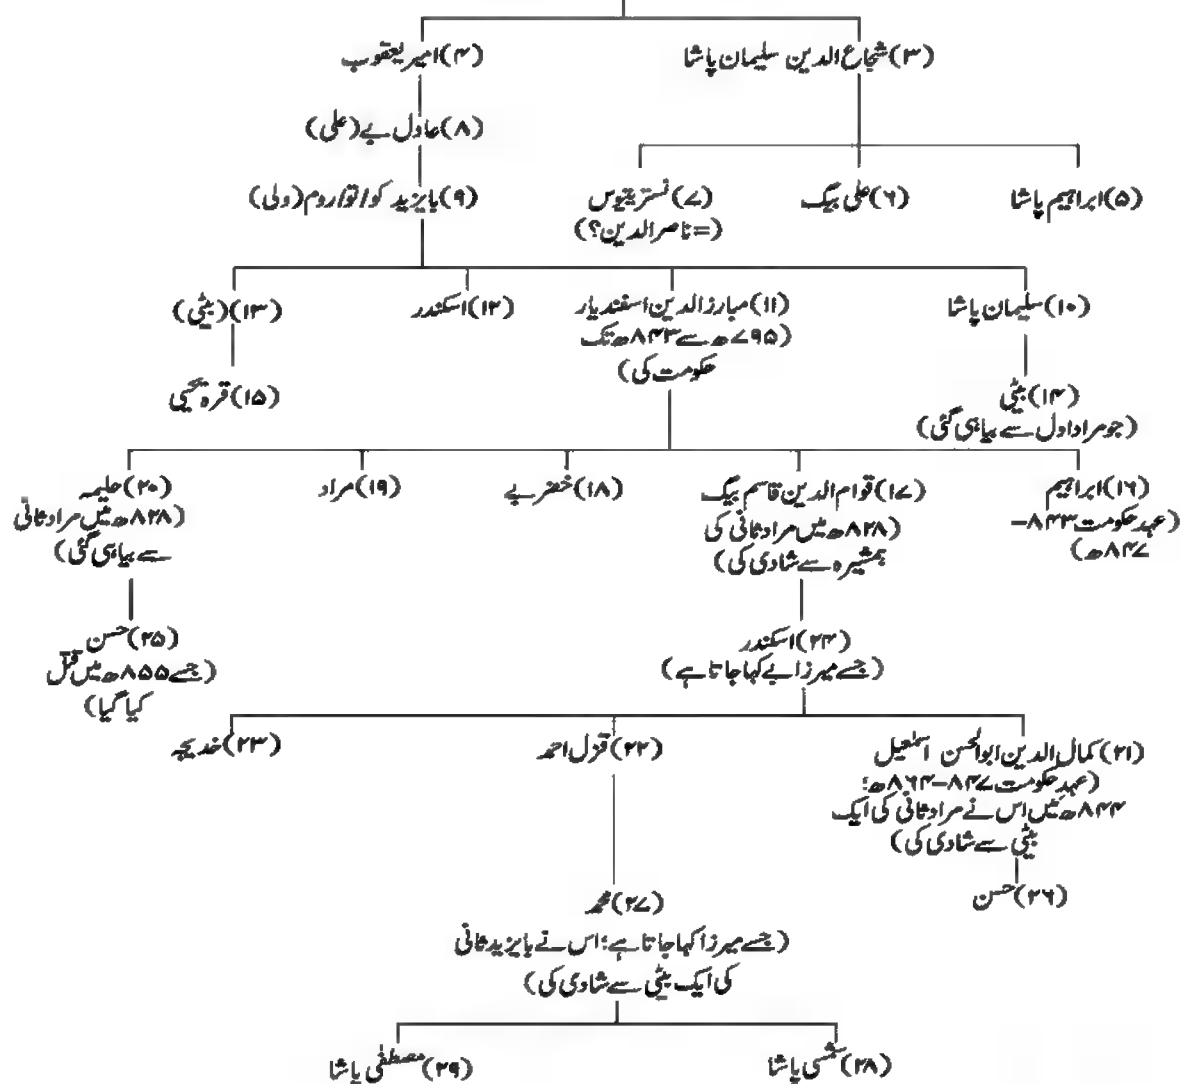 (۳) شجاع الدین سلیمان پاشا
(۴) امیر یعقوب
(۸) عادل بے (علی)
(۵) ابراہیم پاشا
(۶) علی بیگ
(۷) نستریتیوس
(= ناصر الدین؟)
(۹) بایزید کواتواروم (ولی)
(۱۰) سلیمان پاشا
(۱۱) مبارز الدین اسفندیار
(۷۹۵ھ سے ۸۴۳ھ تک
حکومت کی)
(۱۲) اسکندر
(۱۳) (بیٹی)
(۱۴) بیٹی
(جو مراد اول سے بیاہی گئی)
(۱۵) قرہ یحیی
(۱۶) ابراہیم
(عہد حکومت ۸۴۳–
۸۴۷ھ)
(۱۷) قوام الدین قاسم بیگ
(۸۲۸ھ میں مراد ثانی کی
ہمشیرہ سے شادی کی)
(۱۸) خضر بے
(۱۹) مراد
(۲۰) حلیمہ
(۸۲۸ھ میں مراد ثانی
سے بیاہی گئی)
(۲۴) اسکندر
(جسے میرزا بے کہا جاتا ہے)
(۲۵) حسن
(جسے ۸۵۵ھ میں قتل
کیا گیا)
(۲۱) کمال الدین ابوالحسن اسمٰعیل
(عہدِ حکومت ۸۴۷–۸۶۴ھ؛
۸۴۴ھ میں اس نے مراد ثانی کی ایک
بیٹی سے شادی کی)
(۲۲) قزل احمد
(۲۳) خدیجہ
(۲۶) حسن
(۲۷) محمد
(جسے میرزا کہا جاتا ہے؛ اس نے بایزید ثانی
کی ایک بیٹی سے شادی کی)
(۲۸) شمسی پاشا
(۲۹) مصطفٰی پاشا